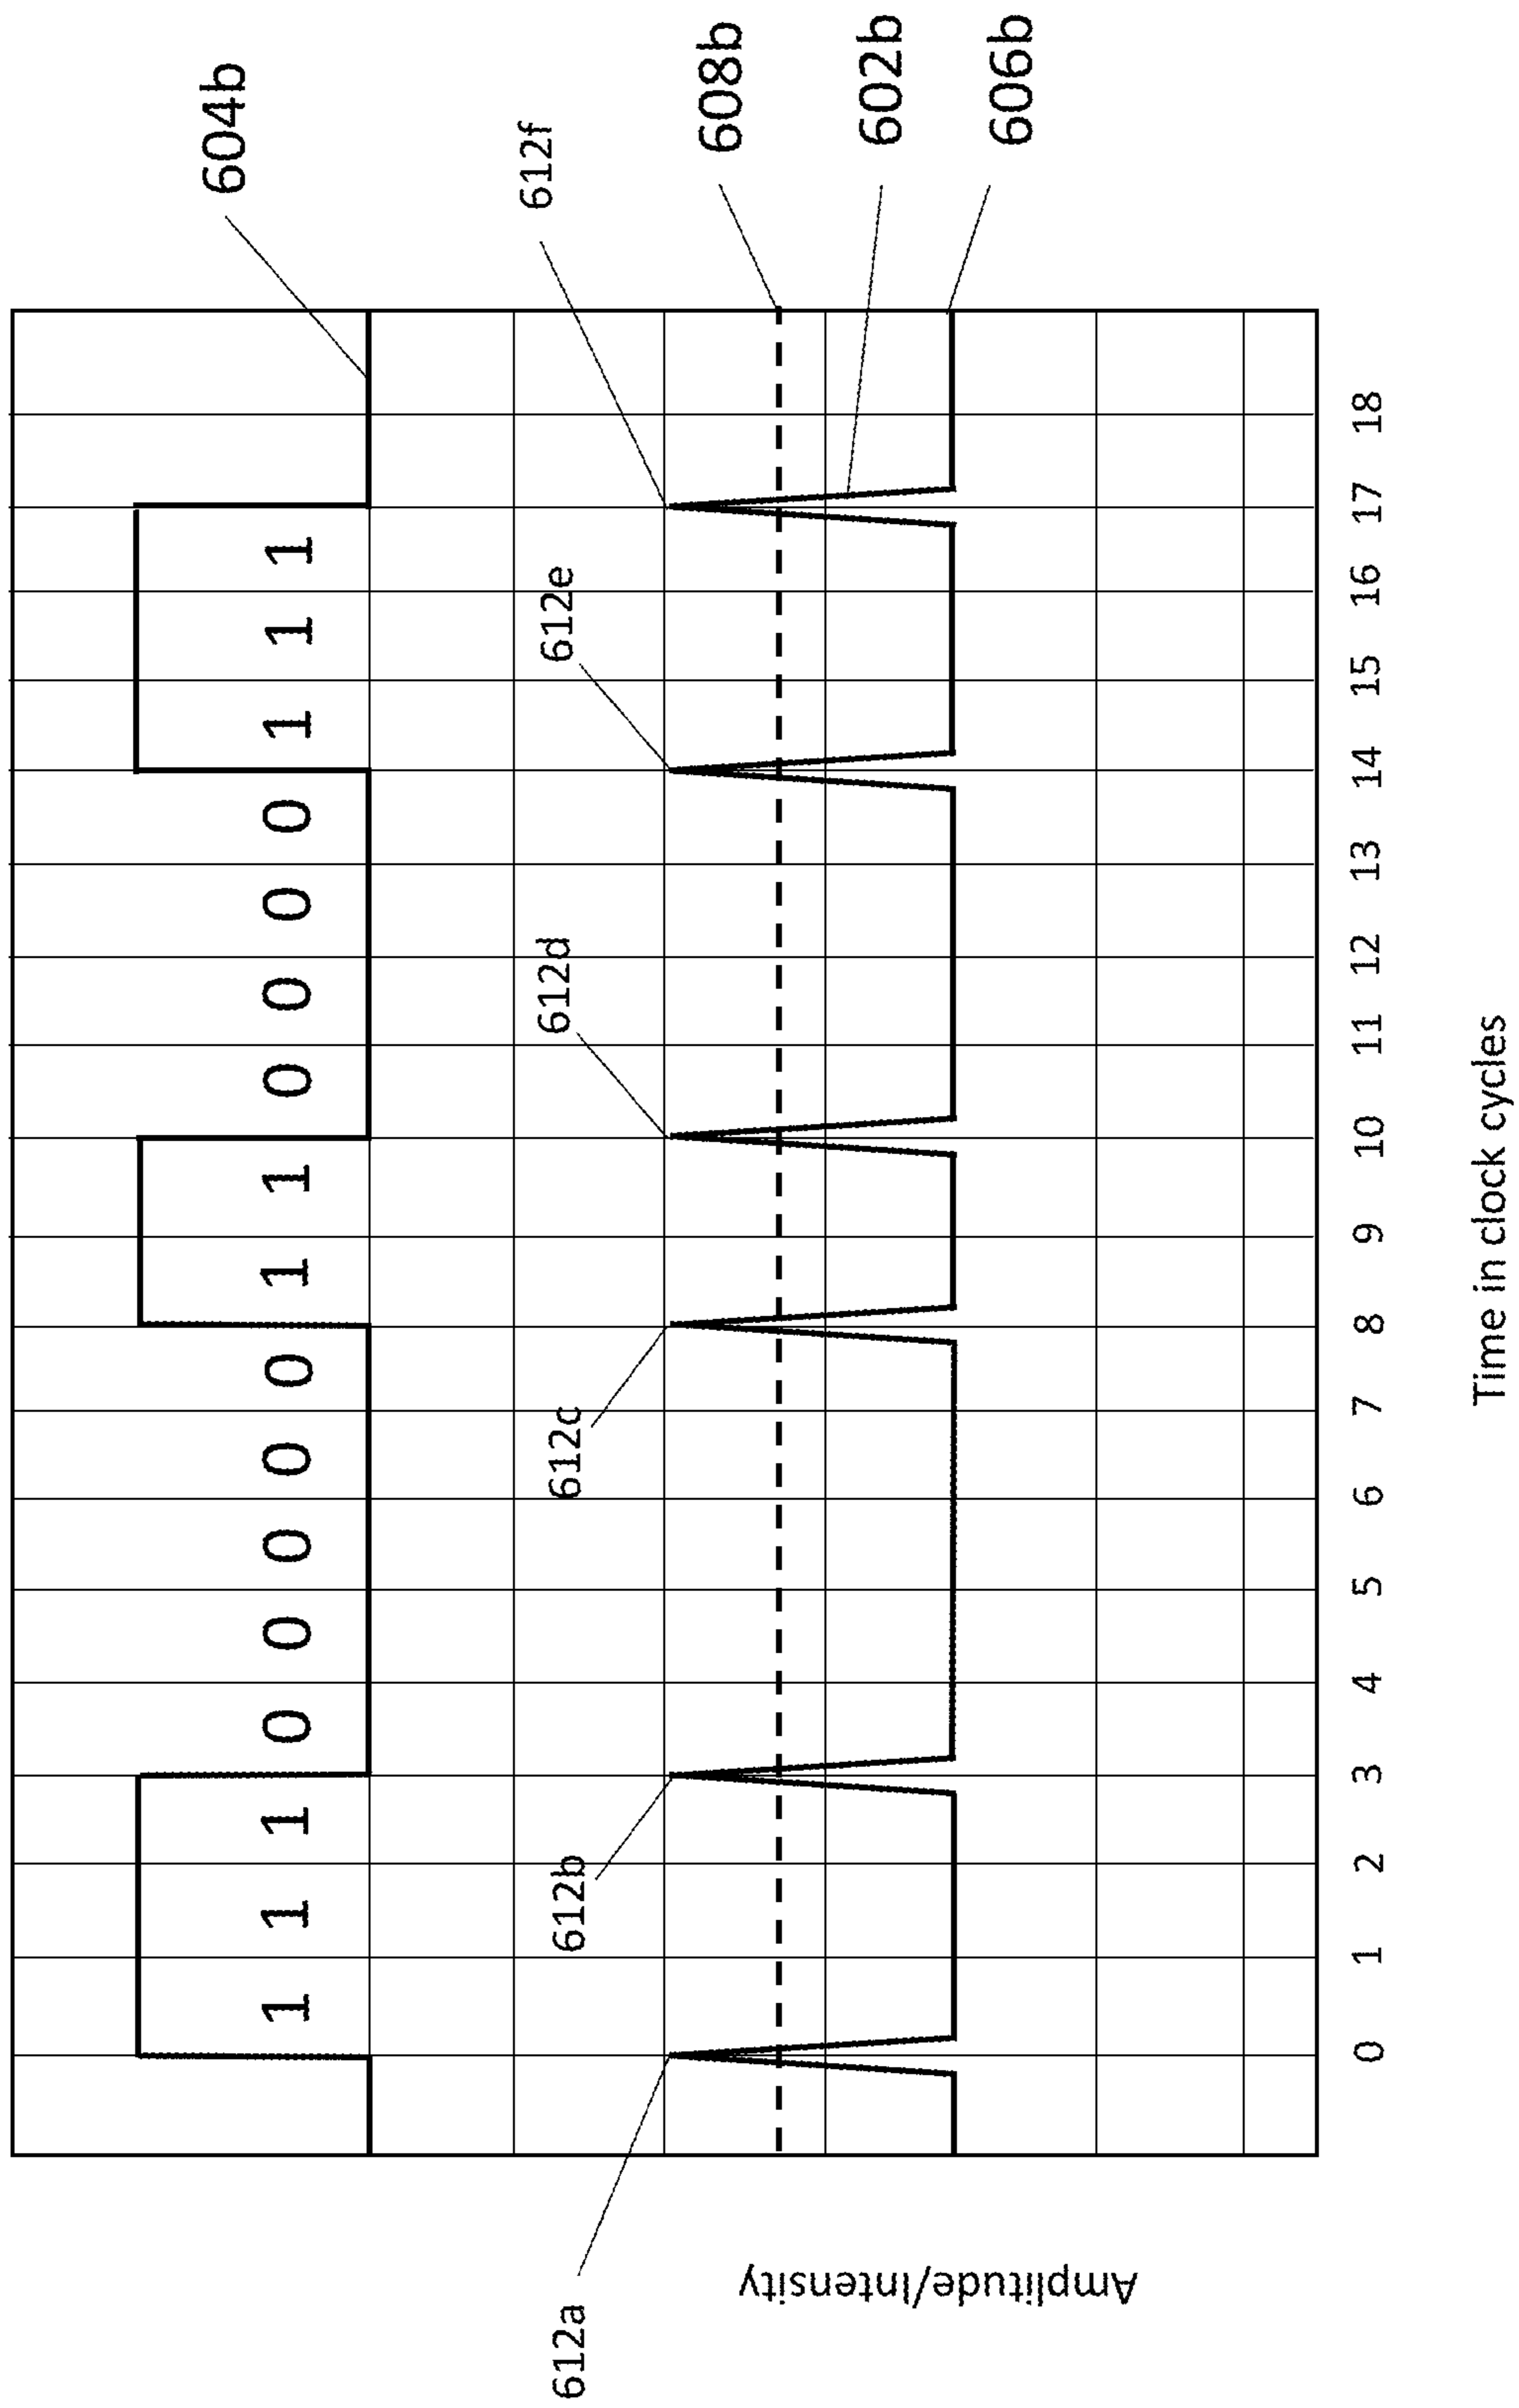 604b
612f
608b
602b
606b
1 1 1 0 0 0 0 0 1 1 0 0 0 0 1 1 1
612a
612b
612c
612d
612e
0 1 2 3 4 5 6 7 8 9 10 11 12 13 14 15 16 17 18
Time in clock cycles
Amplitude/Intensity